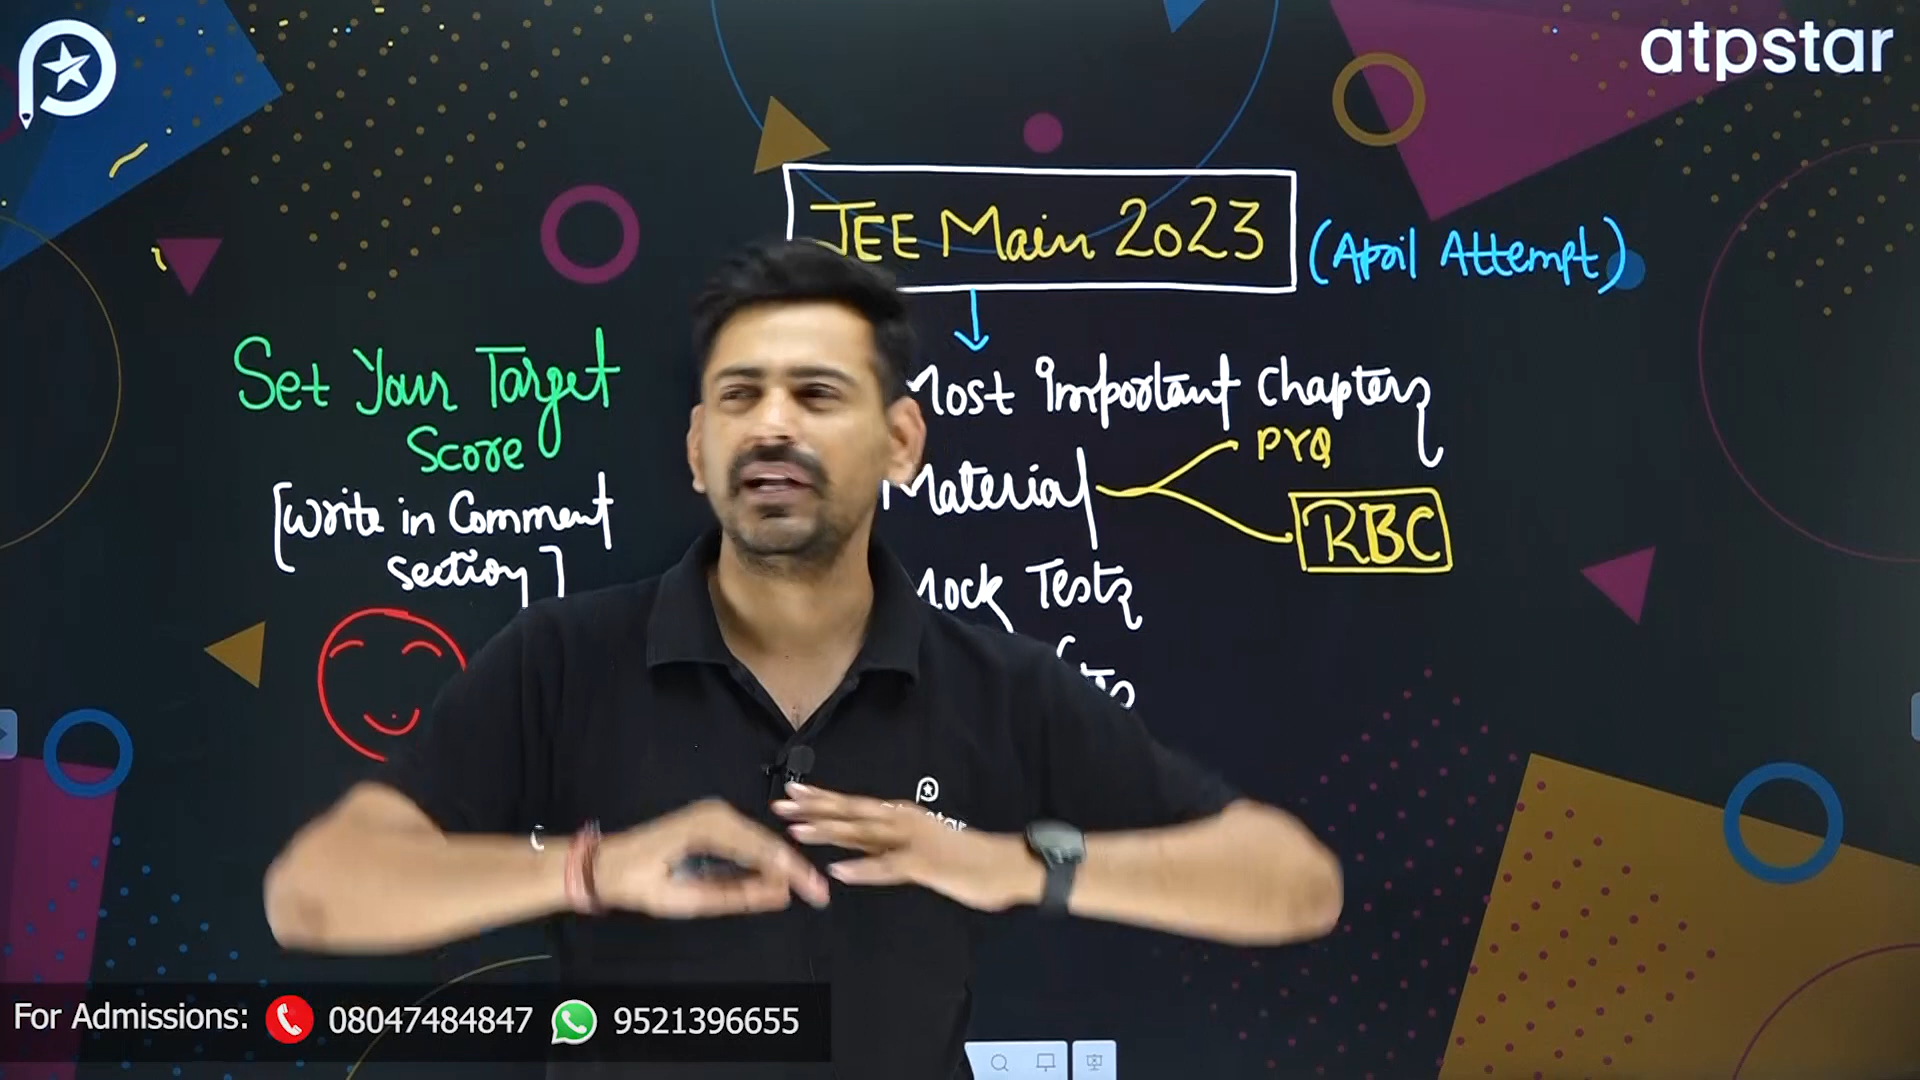 atpstar
JEE Main 2023
(April Attempt)
Set Your Target
Score
[Write in Comment
section]
Most Important Chapters
Material
PYQ
RBC
Mock Tests
For Admissions: 08047484847 9521396655